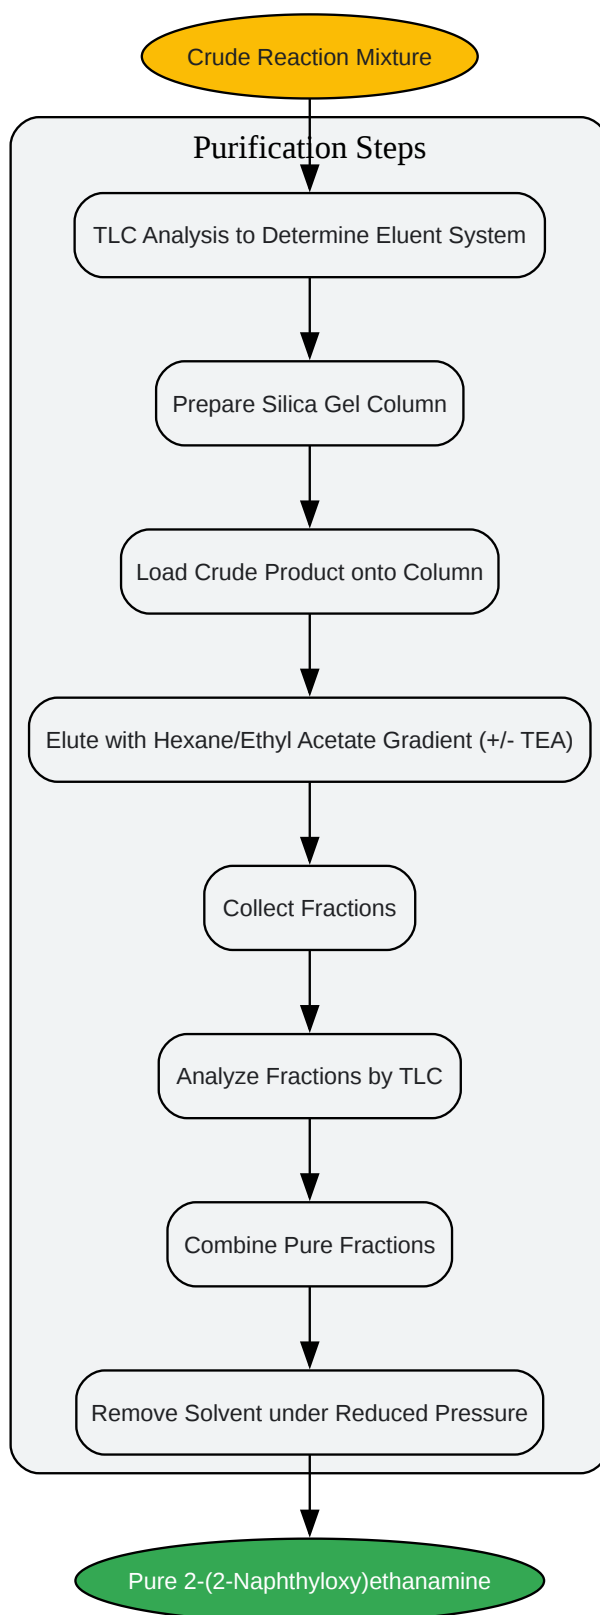 Crude Reaction Mixture
Purification Steps
TLC Analysis to Determine Eluent System
Prepare Silica Gel Column
Load Crude Product onto Column
Elute with Hexane/Ethyl Acetate Gradient (+/- TEA)
Collect Fractions
Analyze Fractions by TLC
Combine Pure Fractions
Remove Solvent under Reduced Pressure
Pure 2-(2-Naphthyloxy)ethanamine